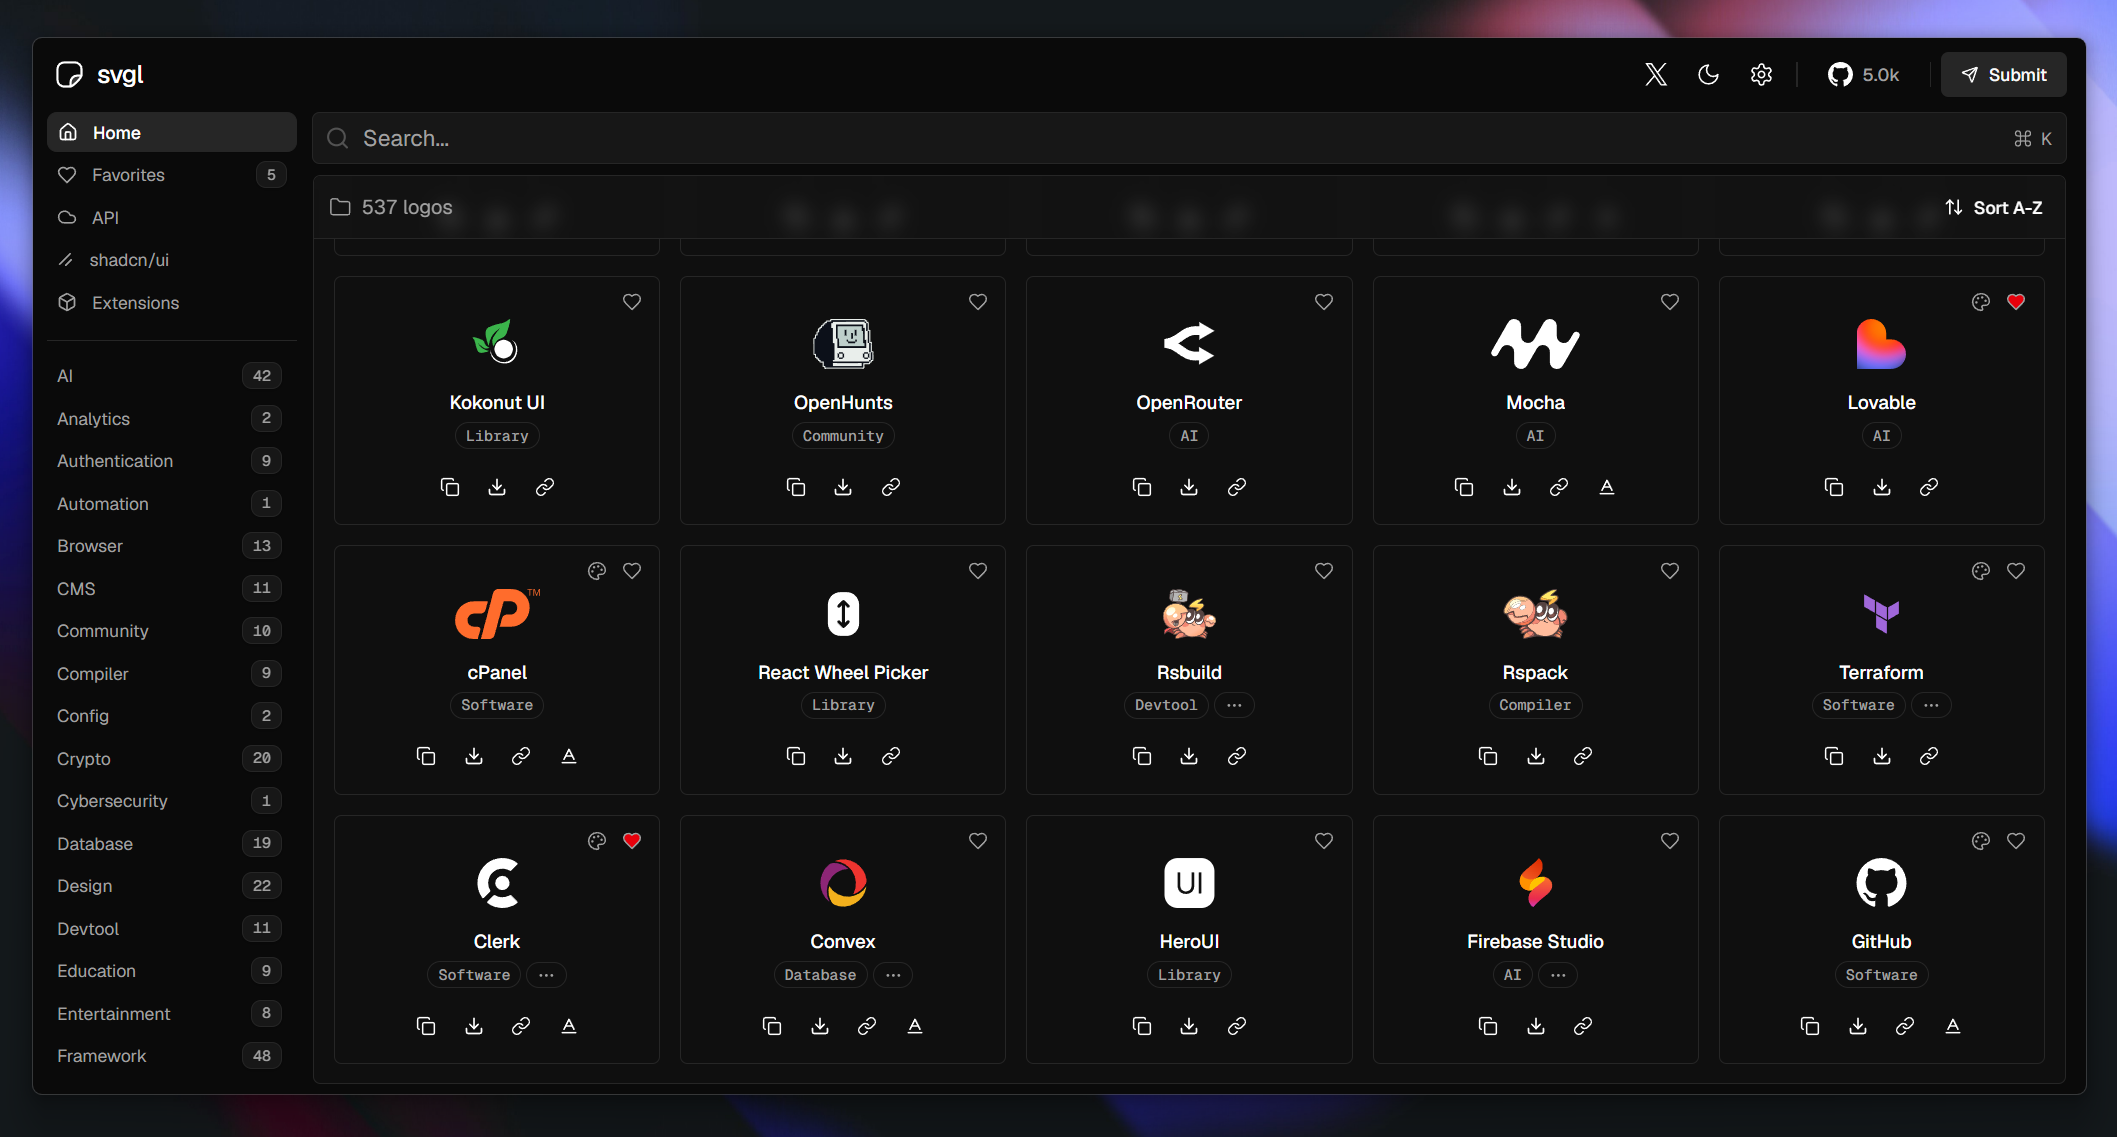 svgl
5.0k
Submit
Home
Favorites 5
API
shadcn/ui
Extensions
AI 42
Analytics 2
Authentication 9
Automation 1
Browser 13
CMS 11
Community 10
Compiler 9
Config 2
Crypto 20
Cybersecurity 1
Database 19
Design 22
Devtool 11
Education 9
Entertainment 8
Framework 48
Search...
⌘ K
537 logos
Sort A-Z
Kokonut UI
Library
OpenHunts
Community
OpenRouter
AI
Mocha
AI
Lovable
AI
cP™
cPanel
Software
React Wheel Picker
Library
Rsbuild
Devtool ...
Rspack
Compiler
Terraform
Software ...
Clerk
Software ...
Convex
Database ...
UI
HeroUI
Library
Firebase Studio
AI ...
GitHub
Software